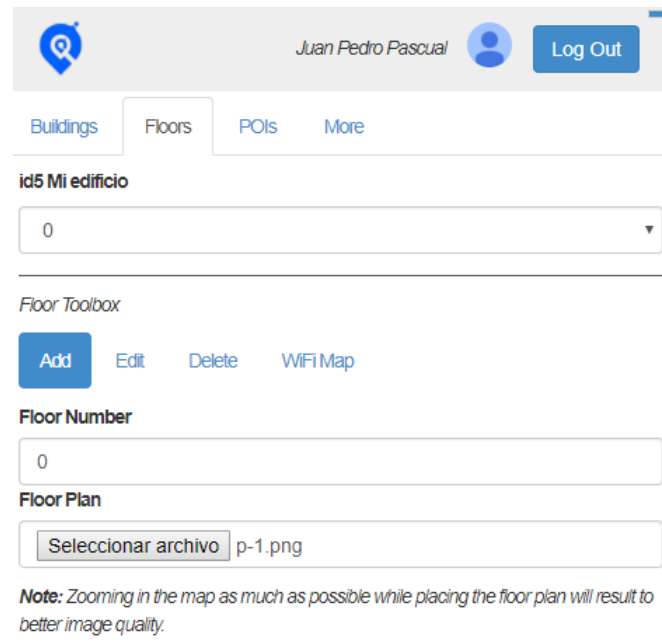 Juan Pedro Pascual Log Out
Buildings Floors POIs More
id5 Mi edificio
0
Floor Toolbox
Add Edit Delete WiFi Map
Floor Number
0
Floor Plan
Seleccionar archivo p-1.png
Note: Zooming in the map as much as possible while placing the floor plan will result to
better image quality.